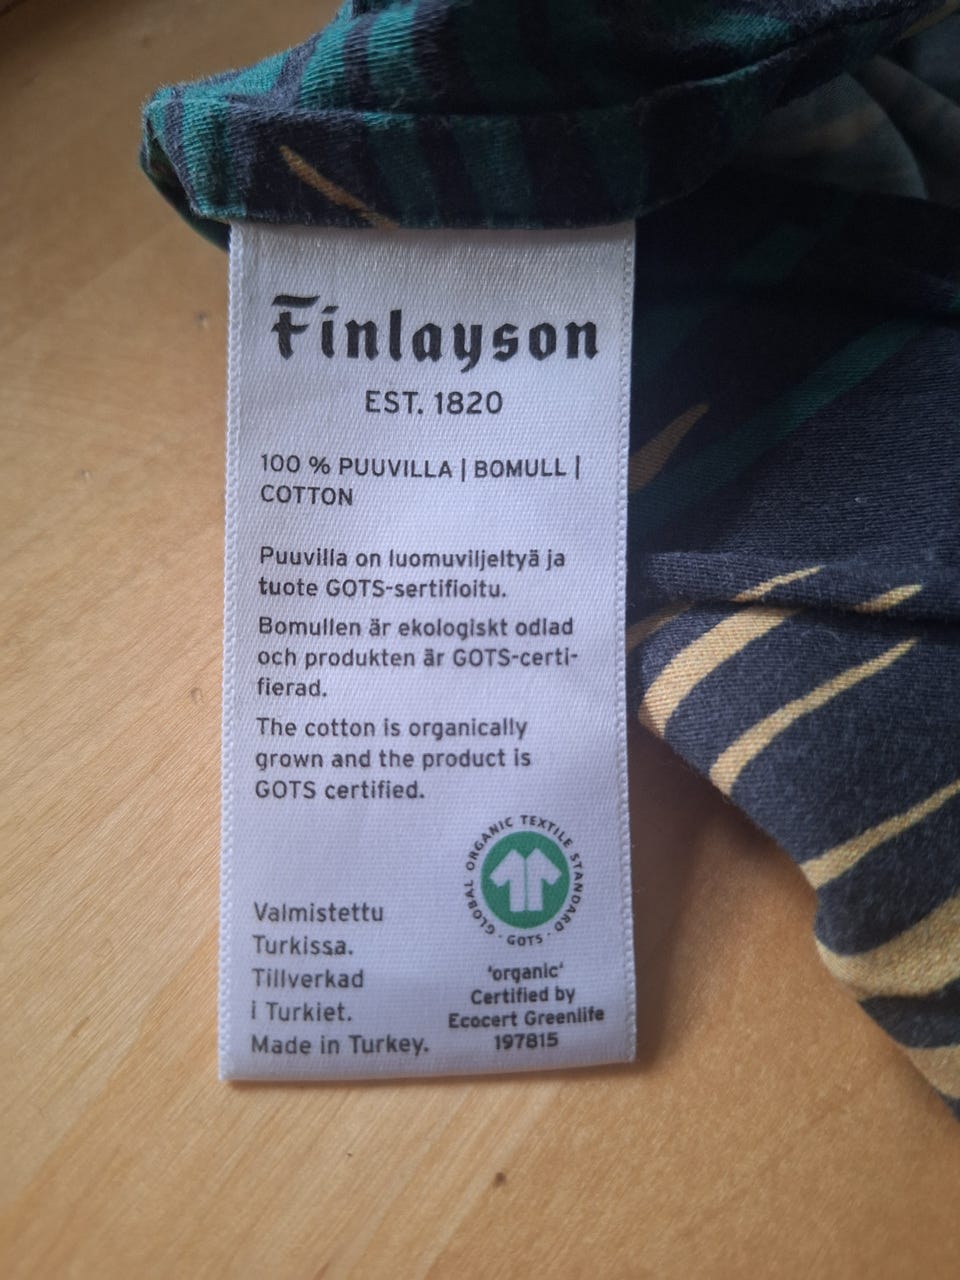 Finlayson
EST. 1820
100 % PUUVILLA | BOMULL |
COTTON
Puuvilla on luomuviljeltyä ja
tuote GOTS-sertifioitu.
Bomullen är ekologiskt odlad
och produkten är GOTS-certi-
fierad.
The cotton is organically
grown and the product is
GOTS certified.
GLOBAL ORGANIC TEXTILE STANDARD
· GOTS ·
Valmistettu
Turkissa.
Tillverkad
i Turkiet.
Made in Turkey.
'organic'
Certified by
Ecocert Greenlife
197815